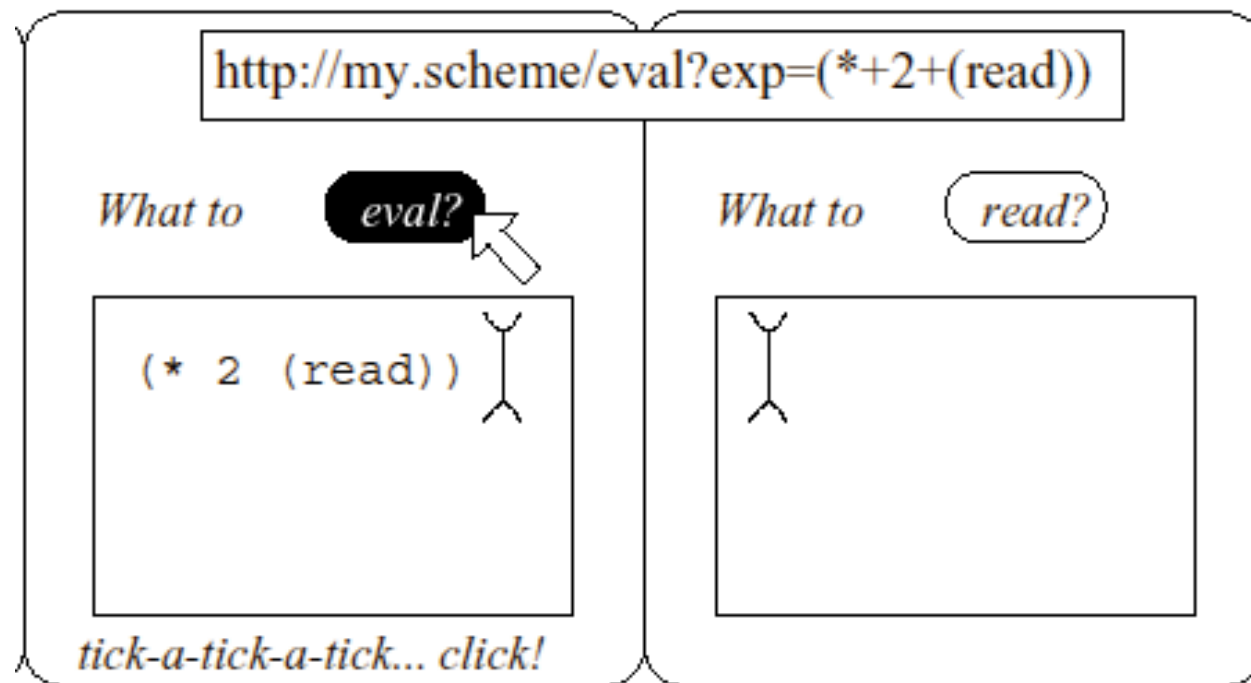 http://my.scheme/eval?exp=(*+2+(read))
What to eval?
What to read?
(* 2 (read))
tick-a-tick-a-tick... click!